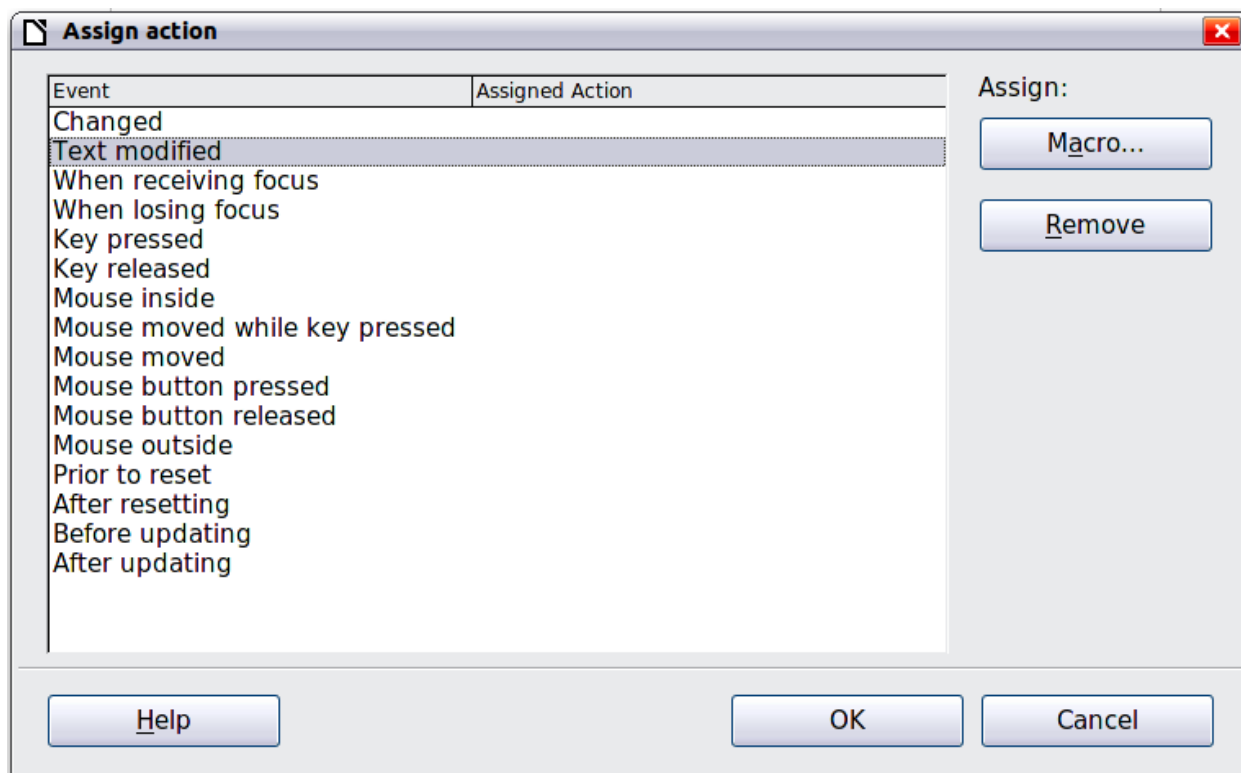 Assign action
Event Assigned Action
Assign:
Changed
Text modified
Macro...
When receiving focus
When losing focus
Key pressed
Remove
Key released
Mouse inside
Mouse moved while key pressed
Mouse moved
Mouse button pressed
Mouse button released
Mouse outside
Prior to reset
After resetting
Before updating
After updating
Help OK Cancel